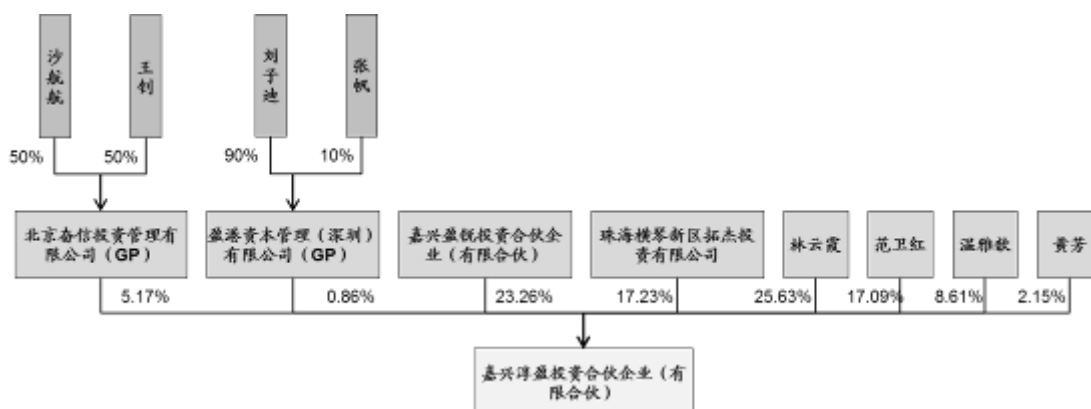 沙航航
王钊
刘子迪
张帆
50%
50%
90%
10%
北京奋信投资管理有
限公司（GP）
盈港资本管理（深圳）
有限公司（GP）
嘉兴盈锐投资合伙企
业（有限合伙）
珠海横琴新区拓杰投
资有限公司
林云霞
范卫红
温雅歆
黄芳
5.17%
0.86%
23.26%
17.23%
25.63%
17.09%
8.61%
2.15%
嘉兴淳盈投资合伙企业（有
限合伙）